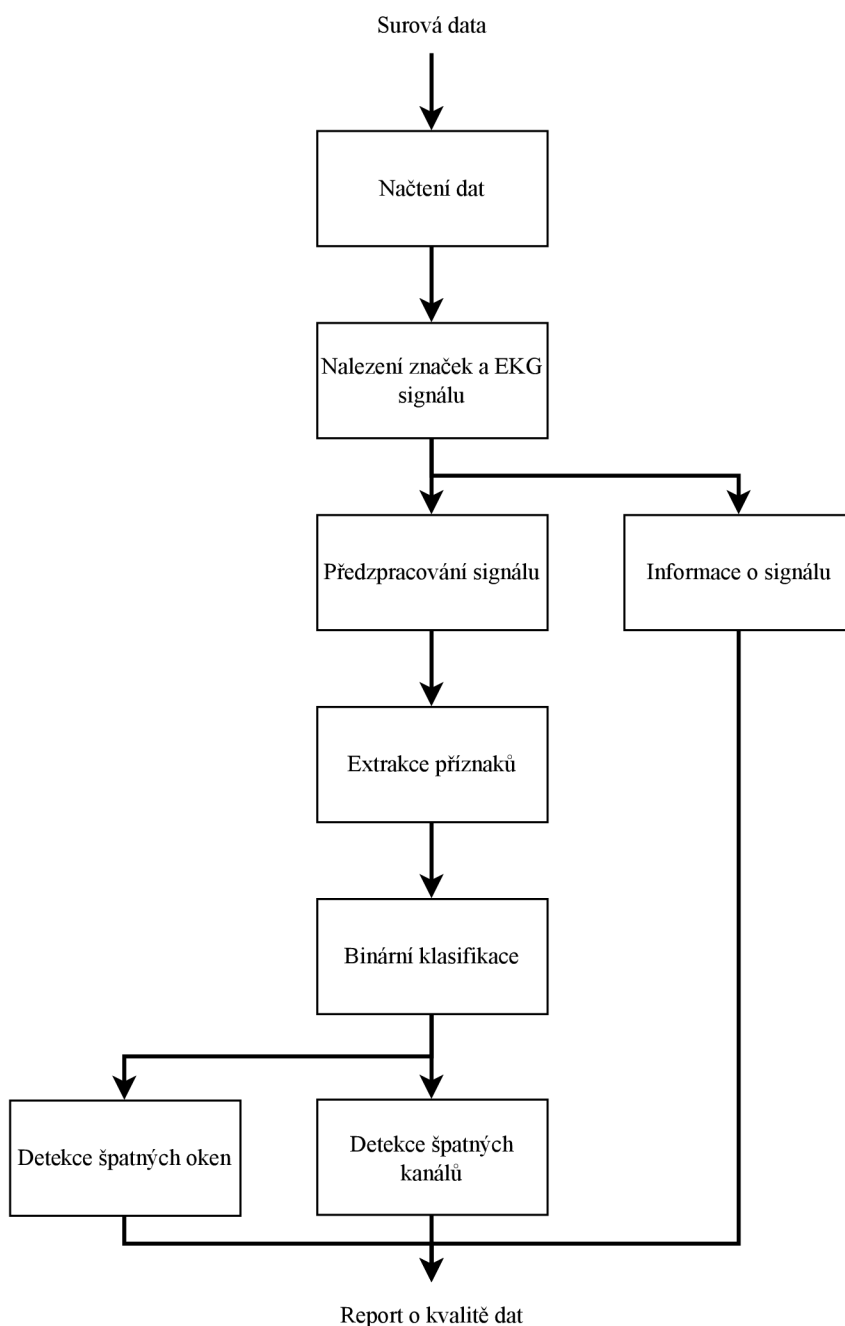 Surová data
Načtení dat
Nalezení značek a EKG
signálu
Předzpracování signálu
Informace o signálu
Extrakce příznaků
Binární klasifikace
Detekce špatných oken
Detekce špatných
kanálů
Report o kvalitě dat